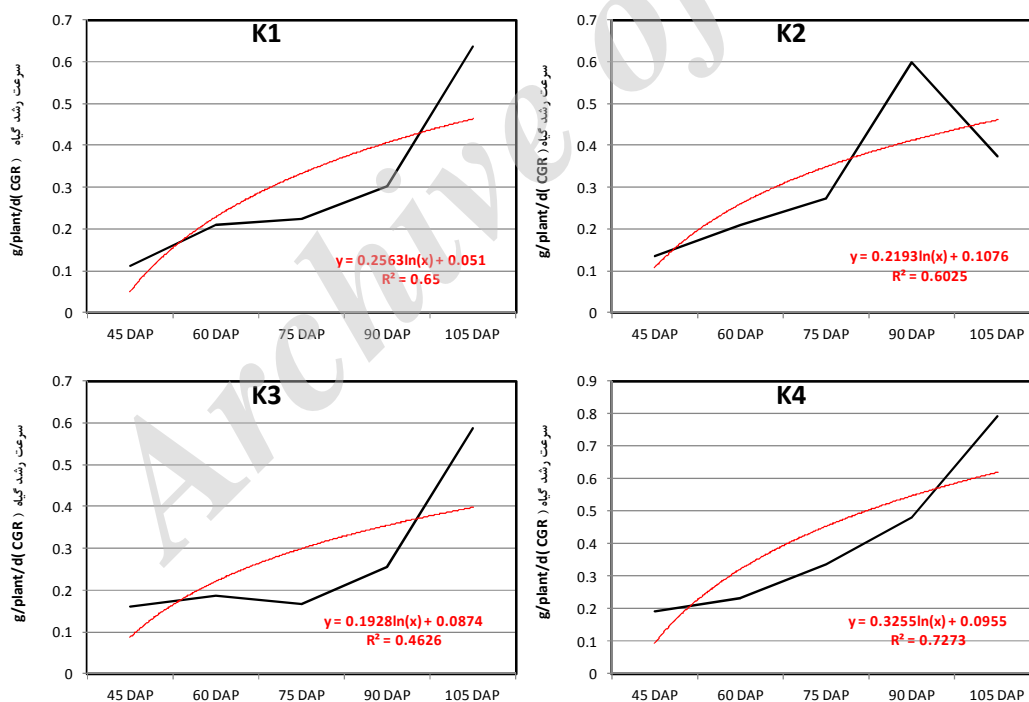 K1
سرعت رشد گیاه ( CGR )g/plant/d
0.7
0.6
0.5
0.4
0.3
0.2
0.1
0
y = 0.2563ln(x) + 0.051
R² = 0.65
45 DAP 60 DAP 75 DAP 90 DAP 105 DAP
K2
سرعت رشد گیاه ( CGR )g/plant/d
0.7
0.6
0.5
0.4
0.3
0.2
0.1
0
y = 0.2193ln(x) + 0.1076
R² = 0.6025
45 DAP 60 DAP 75 DAP 90 DAP 105 DAP
K3
سرعت رشد گیاه ( CGR )g/plant/d
0.7
0.6
0.5
0.4
0.3
0.2
0.1
0
y = 0.1928ln(x) + 0.0874
R² = 0.4626
45 DAP 60 DAP 75 DAP 90 DAP 105 DAP
K4
سرعت رشد گیاه ( CGR )g/plant/d
0.9
0.8
0.7
0.6
0.5
0.4
0.3
0.2
0.1
0
y = 0.3255ln(x) + 0.0955
R² = 0.7273
45 DAP 60 DAP 75 DAP 90 DAP 105 DAP
Archive of